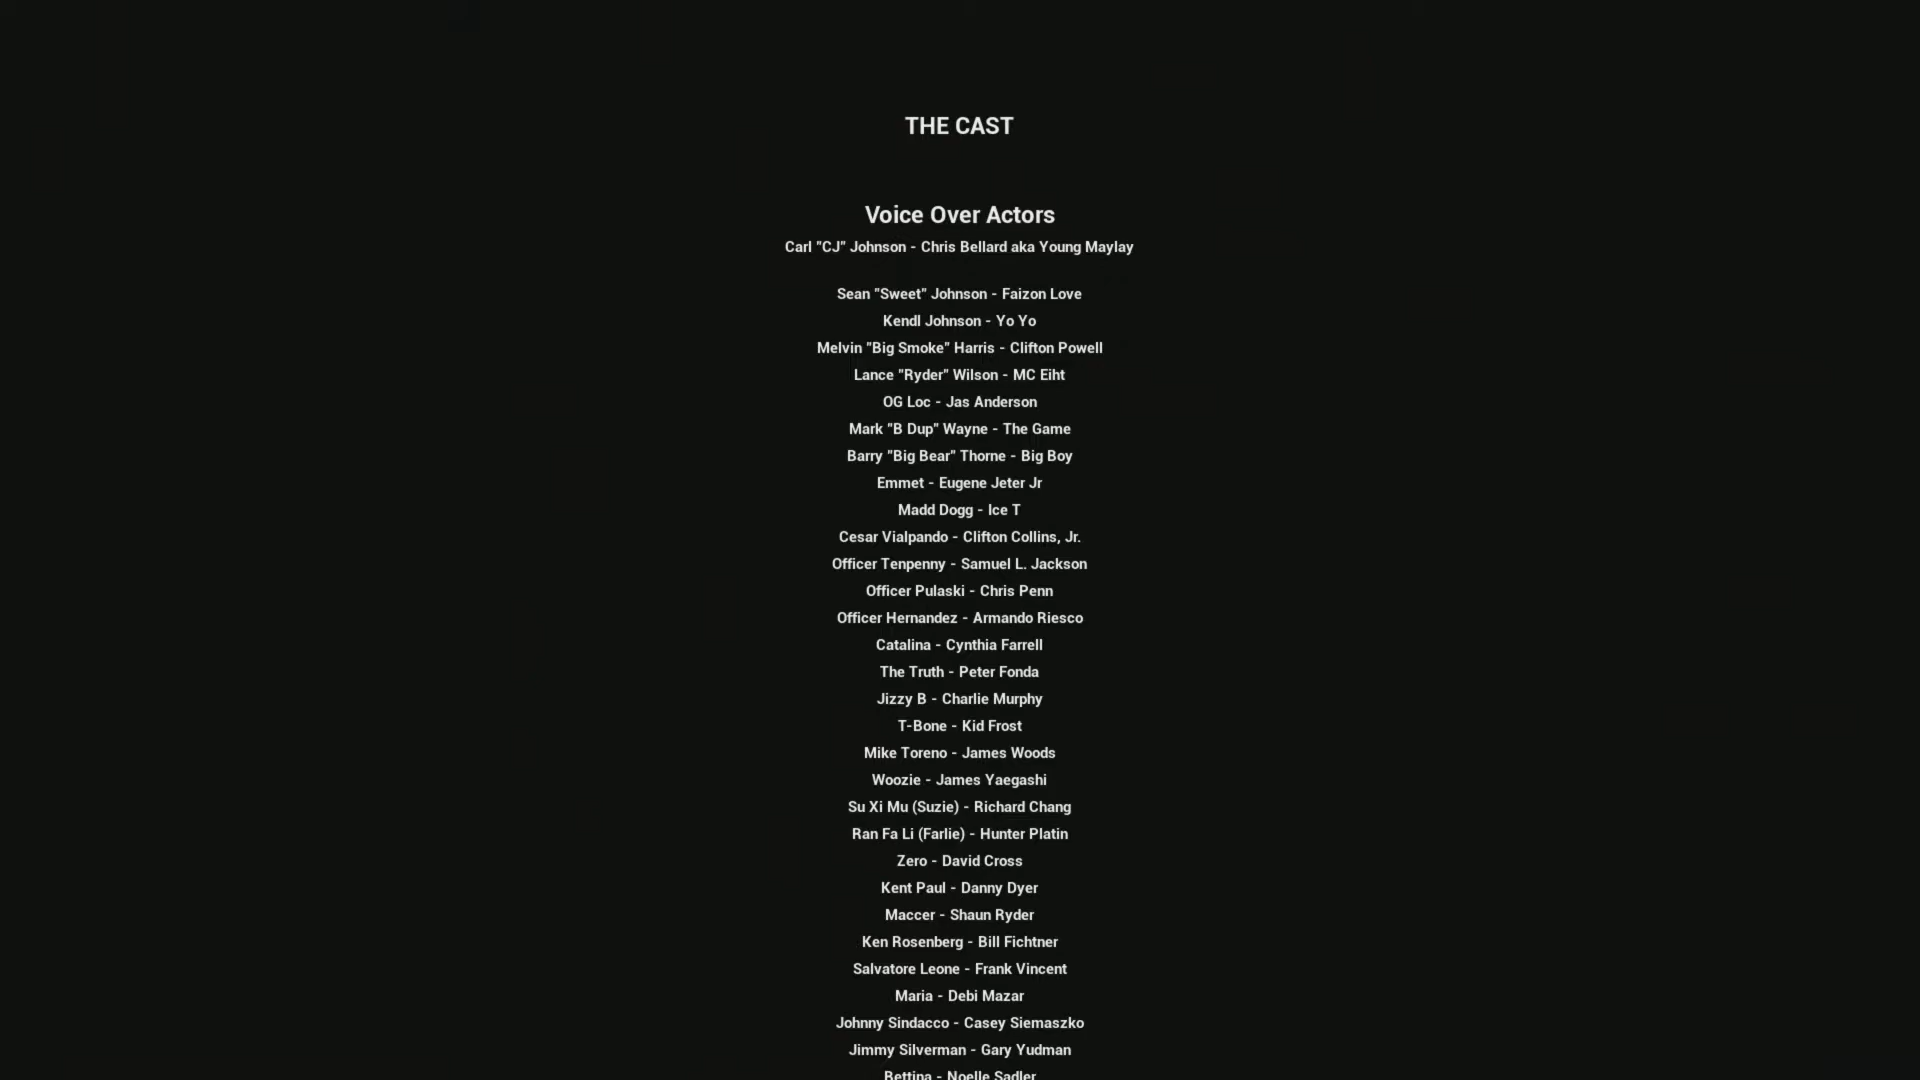 THE CAST
Voice Over Actors
Carl "CJ" Johnson - Chris Bellard aka Young Maylay
Sean "Sweet" Johnson - Faizon Love
Kendl Johnson - Yo Yo
Melvin "Big Smoke" Harris - Clifton Powell
Lance "Ryder" Wilson - MC Eiht
OG Loc - Jas Anderson
Mark "B Dup" Wayne - The Game
Barry "Big Bear" Thorne - Big Boy
Emmet - Eugene Jeter Jr
Madd Dogg - Ice T
Cesar Vialpando - Clifton Collins, Jr.
Officer Tenpenny - Samuel L. Jackson
Officer Pulaski - Chris Penn
Officer Hernandez - Armando Riesco
Catalina - Cynthia Farrell
The Truth - Peter Fonda
Jizzy B - Charlie Murphy
T-Bone - Kid Frost
Mike Toreno - James Woods
Woozie - James Yaegashi
Su Xi Mu (Suzie) - Richard Chang
Ran Fa Li (Farlie) - Hunter Platin
Zero - David Cross
Kent Paul - Danny Dyer
Maccer - Shaun Ryder
Ken Rosenberg - Bill Fichtner
Salvatore Leone - Frank Vincent
Maria - Debi Mazar
Johnny Sindacco - Casey Siemaszko
Jimmy Silverman - Gary Yudman
Bettina - Noelle Sadler